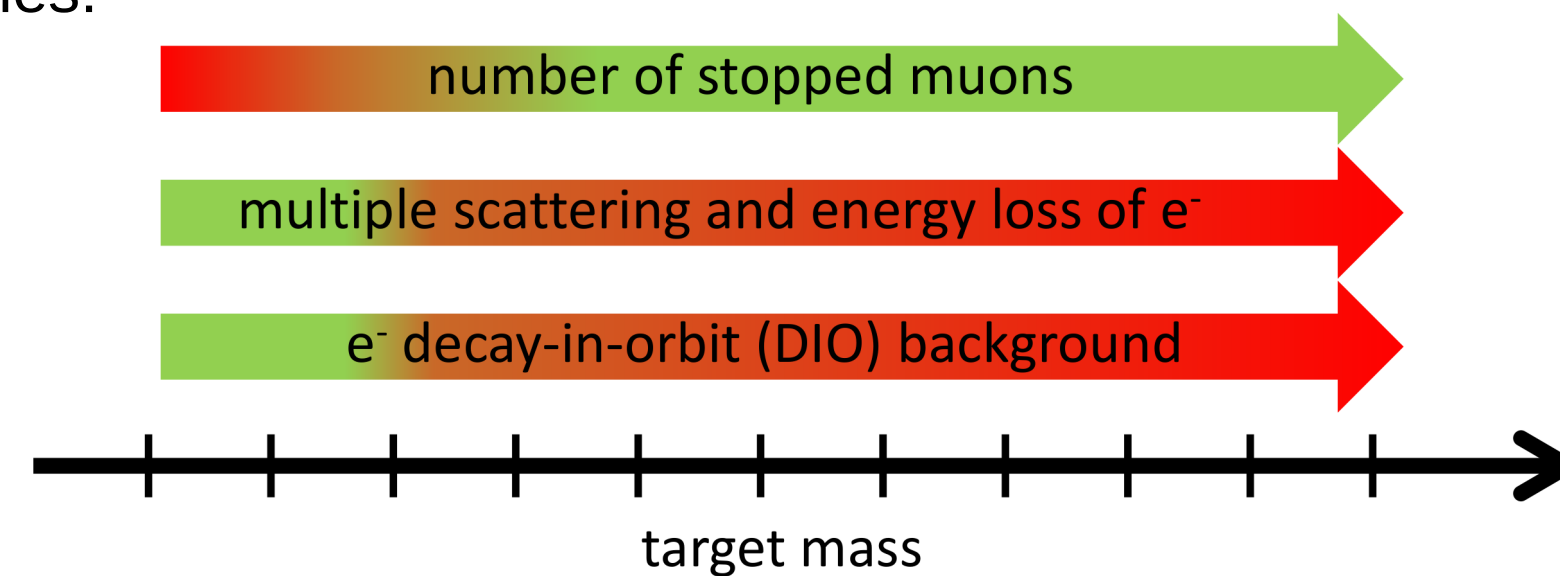 number of stopped muons
multiple scattering and energy loss of e⁻
e⁻ decay-in-orbit (DIO) background
target mass